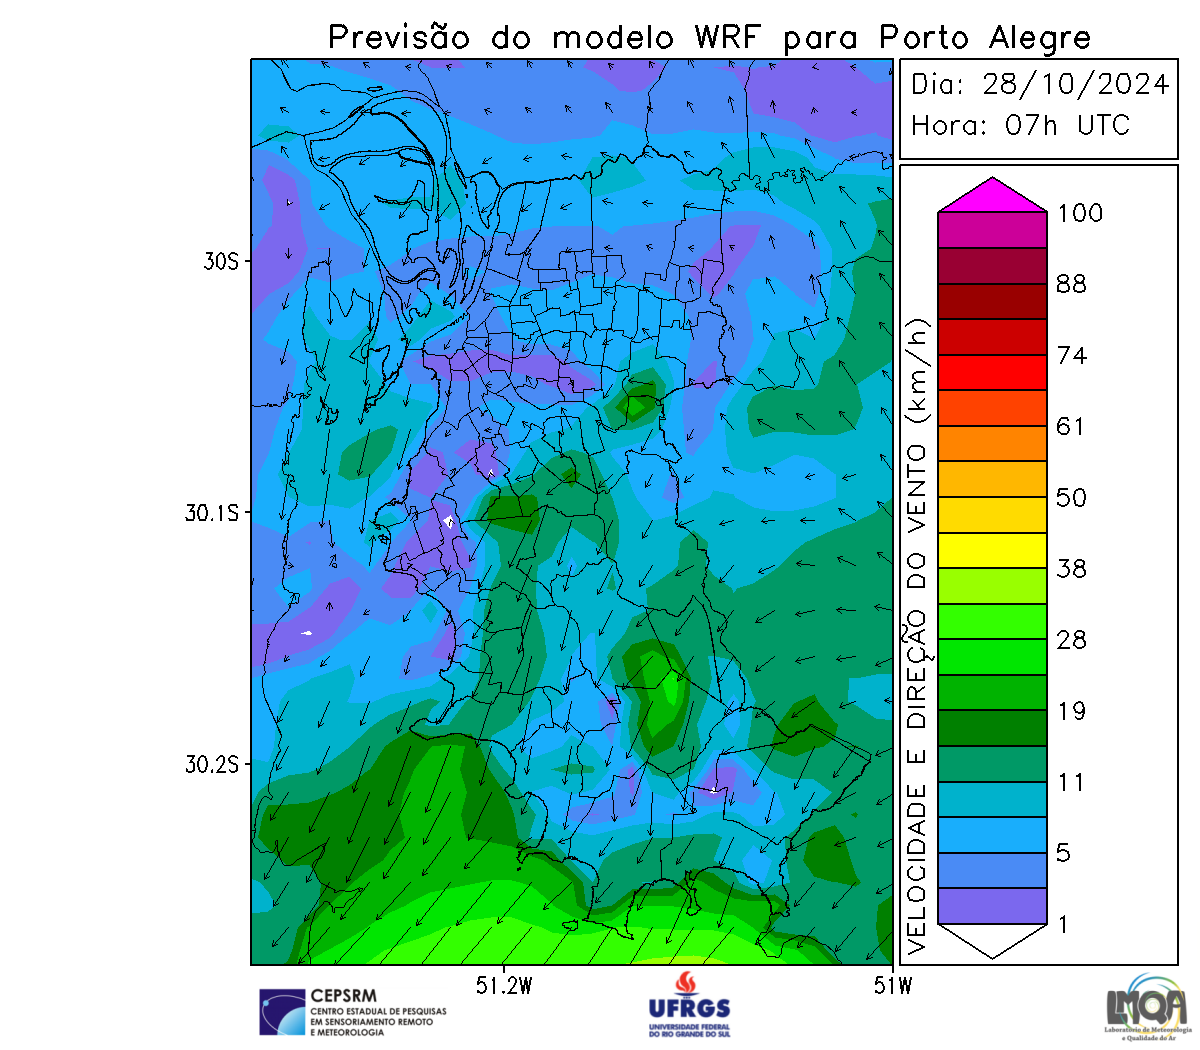 Previsão do modelo WRF para Porto Alegre
Dia: 28/10/2024
Hora: 07h UTC
VELOCIDADE E DIREÇÃO DO VENTO (km/h)
100
88
74
61
50
38
28
19
11
5
1
30S
30.1S
30.2S
51.2W
51W
CEPSRM
CENTRO ESTADUAL DE PESQUISAS
EM SENSORIAMENTO REMOTO
E METEOROLOGIA
UFRGS
UNIVERSIDADE FEDERAL
DO RIO GRANDE DO SUL
LMQA
Laboratório de Meteorologia
e Qualidade do Ar